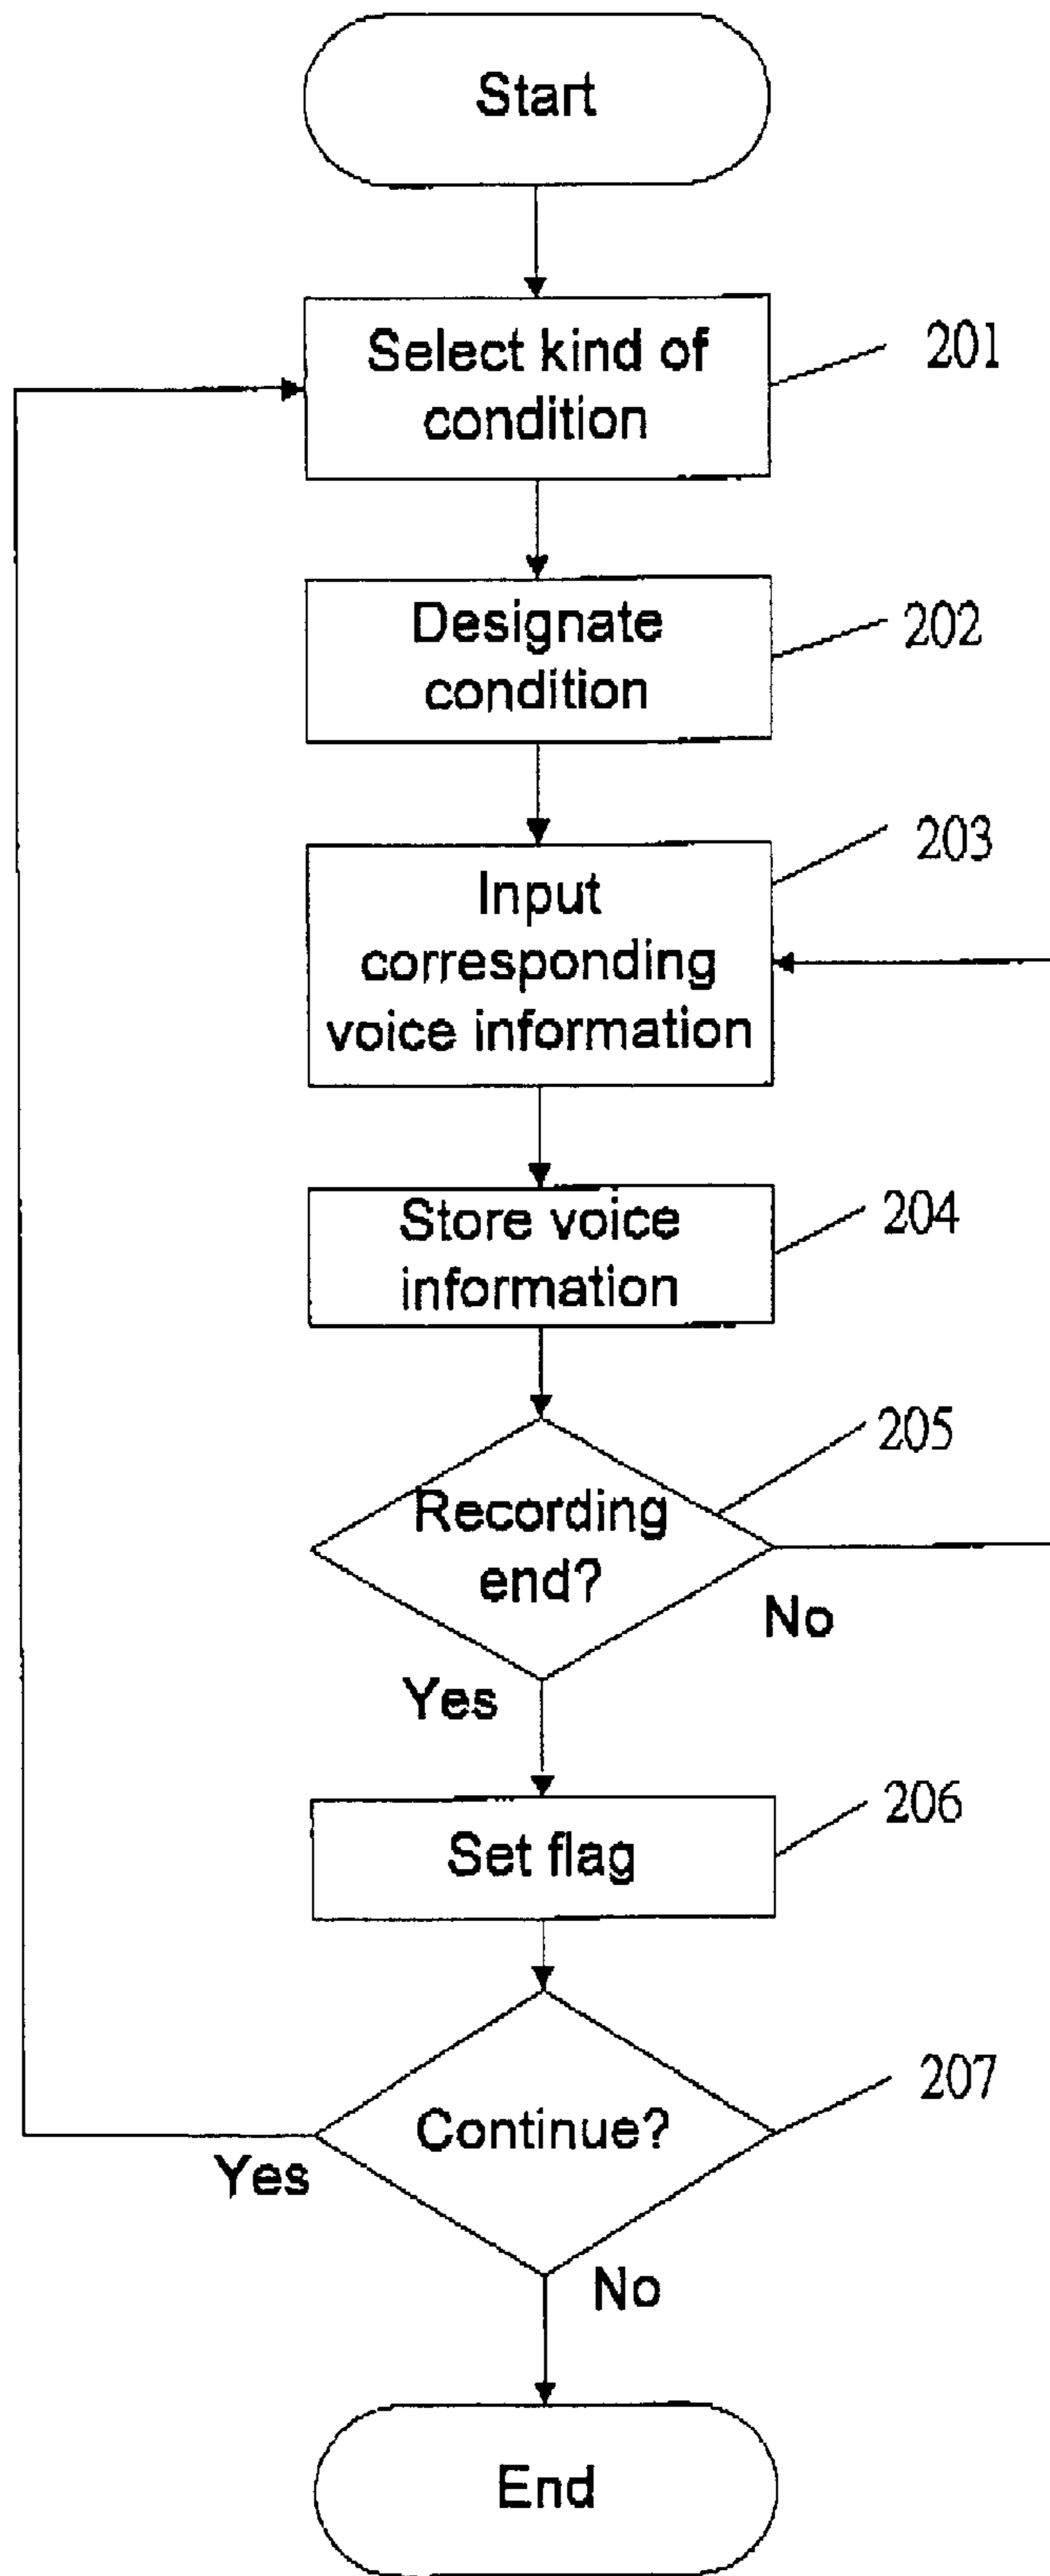 Start
Select kind of
condition
201
Designate
condition
202
Input
corresponding
voice information
203
Store voice
information
204
Recording
end?
205
No
Yes
Set flag
206
Continue?
207
Yes
No
End